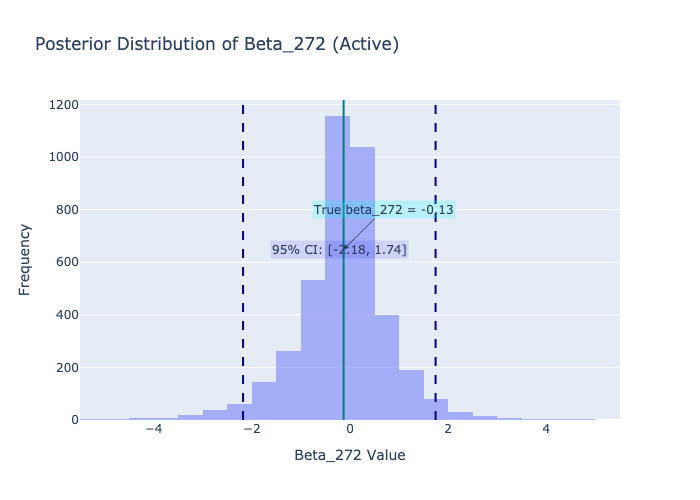 Posterior Distribution of Beta_272 (Active)
1200
1000
800
600
400
200
0
Frequency
True beta_272 = -0.13
95% CI: [-2.18, 1.74]
−4
−2
0
2
4
Beta_272 Value